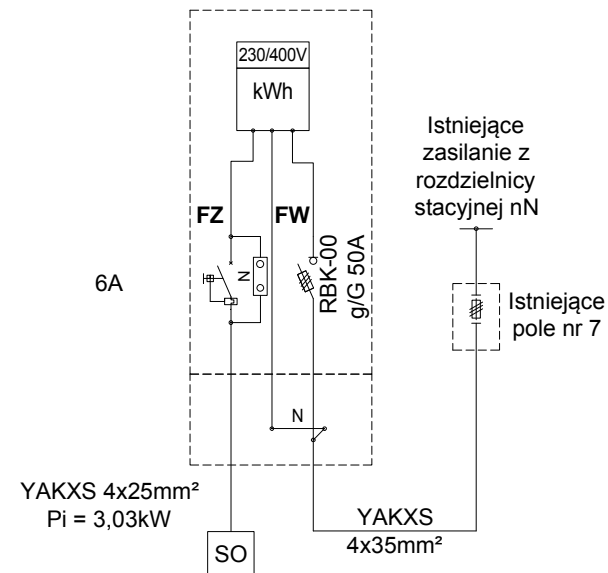 230/400V
kWh
Istniejące
zasilanie z
rozdzielnicy
stacyjnej nN
FZ
FW
N
RBK-00
g/G 50A
6A
Istniejące
pole nr 7
N
YAKXS 4x25mm²
Pi = 3,03kW
SO
YAKXS
4x35mm²